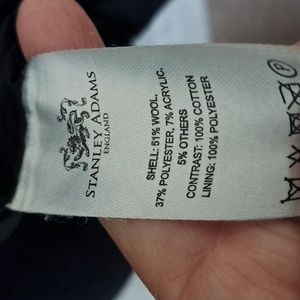 STANLEY ADAMS
ENGLAND
SHELL: 51% WOOL,
37% POLYESTER, 7% ACRYLIC,
5% OTHERS
CONTRAST: 100% COTTON
LINING: 100% POLYESTER